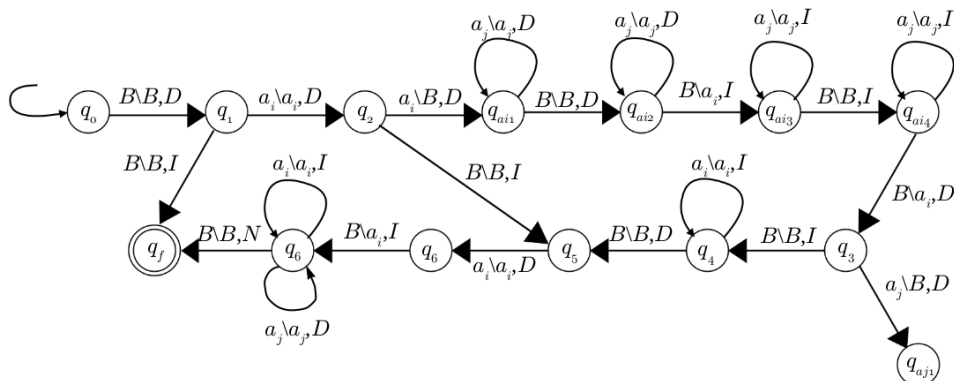 a_j\a_j,D a_j\a_j,D a_j\a_j,I a_j\a_j,I
B\B,D a_i\a_i,D a_i\B,D B\B,D B\a_i,I B\B,I
q_0 q_1 q_2 q_{ai1} q_{ai2} q_{ai3} q_{ai4}
B\B,I a_i\a_i,I B\B,I a_i\a_i,I B\a_i,D
B\B,N B\a_i,I a_i\a_i,D B\B,D B\B,I
q_f q_6 q_6 q_5 q_4 q_3
a_j\a_j,D a_j\B,D
q_{aj1}